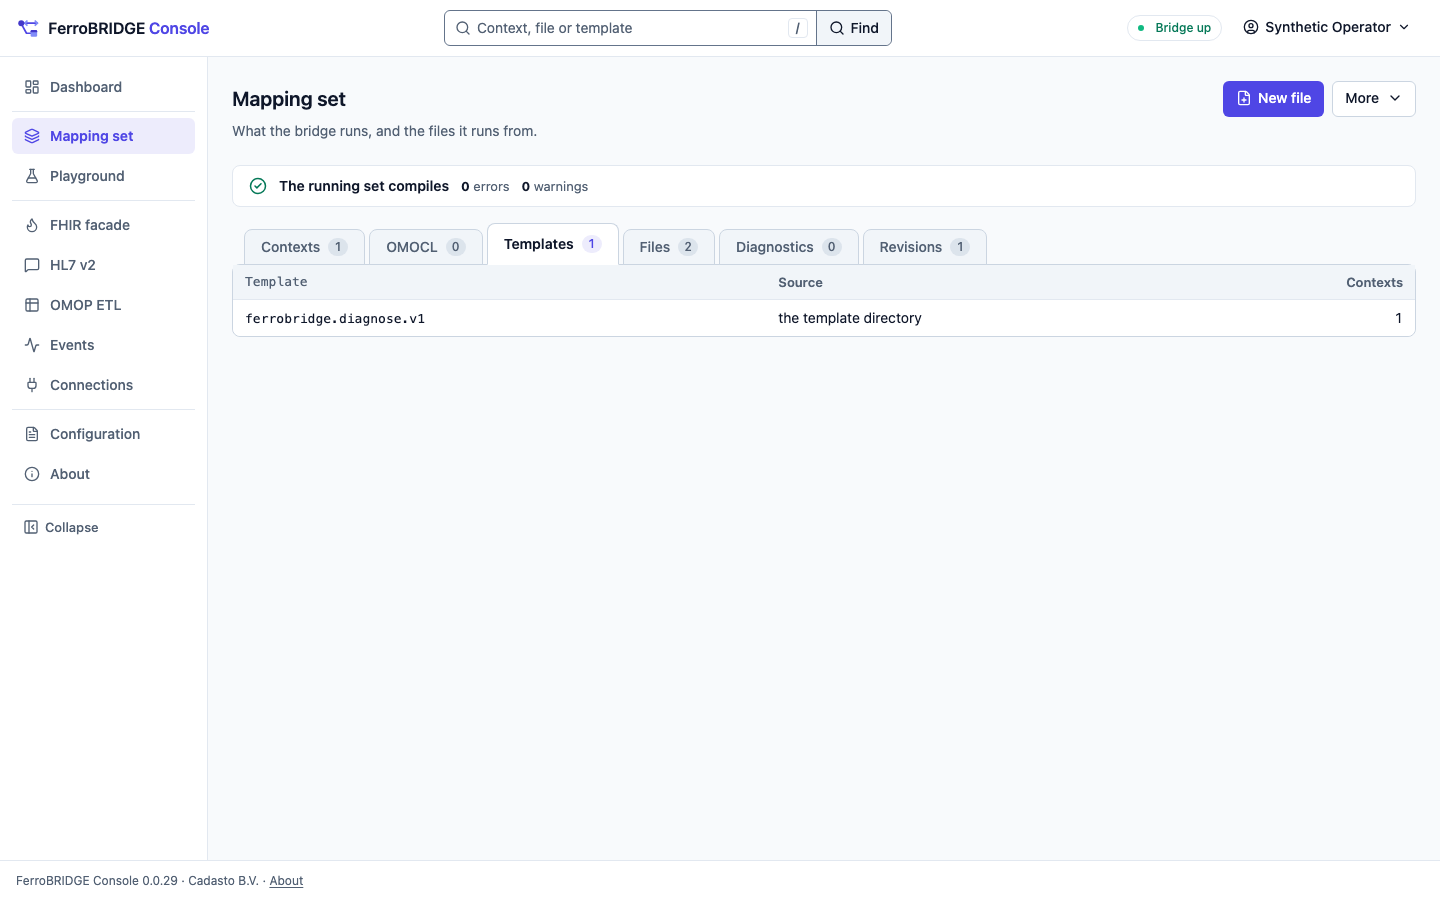 FerroBRIDGE Console
Context, file or template
/
Find
Bridge up
Synthetic Operator
Dashboard
Mapping set
Playground
FHIR facade
HL7 v2
OMOP ETL
Events
Connections
Configuration
About
Collapse
Mapping set
What the bridge runs, and the files it runs from.
New file
More
The running set compiles 0 errors 0 warnings
Contexts 1
OMOCL 0
Templates 1
Files 2
Diagnostics 0
Revisions 1
Template Source Contexts
ferrobridge.diagnose.v1 the template directory 1
FerroBRIDGE Console 0.0.29 · Cadasto B.V. · About